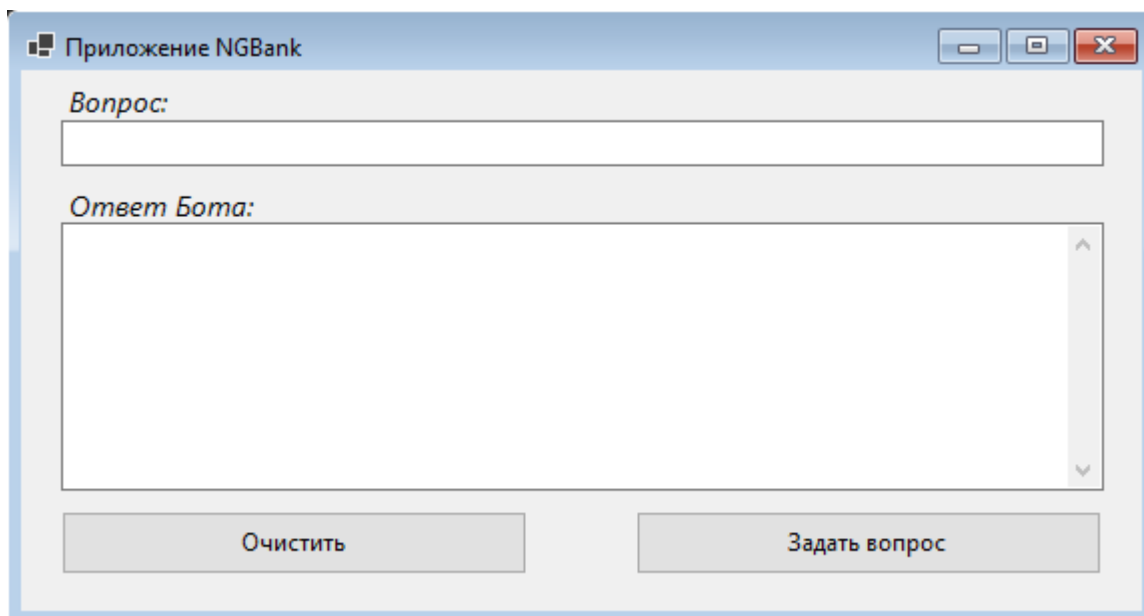 Приложение NGBank
Вопрос:
Ответ Бота:
Очистить
Задать вопрос